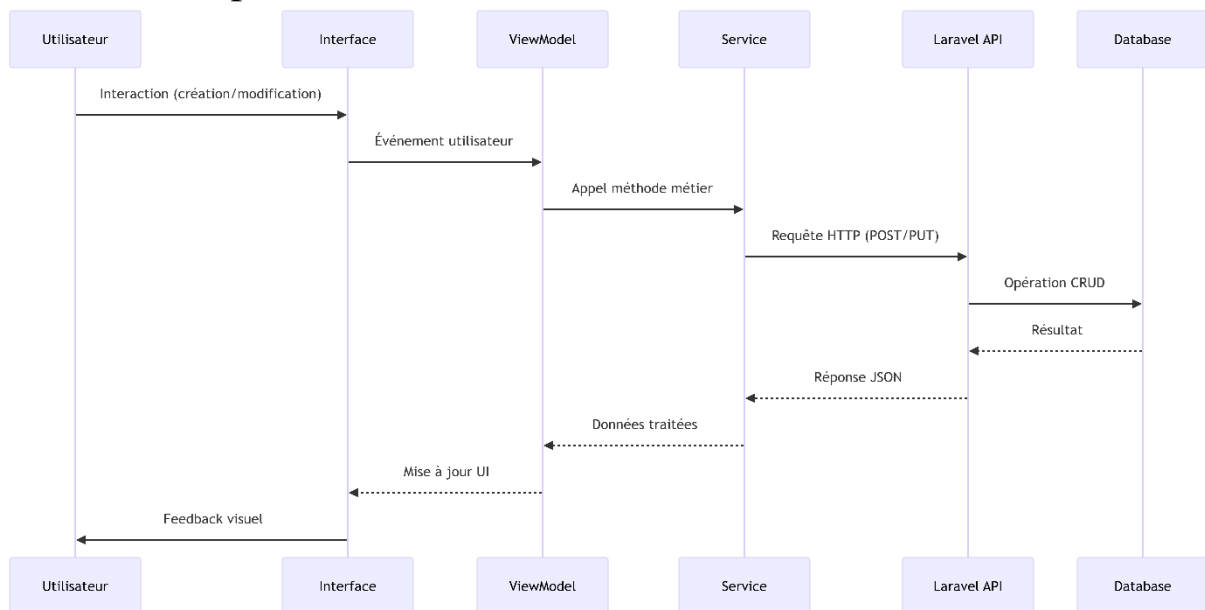 Utilisateur
Interface
ViewModel
Service
Laravel API
Database
Interaction (création/modification)
Événement utilisateur
Appel méthode métier
Requête HTTP (POST/PUT)
Opération CRUD
Résultat
Réponse JSON
Données traitées
Mise à jour UI
Feedback visuel
Utilisateur
Interface
ViewModel
Service
Laravel API
Database